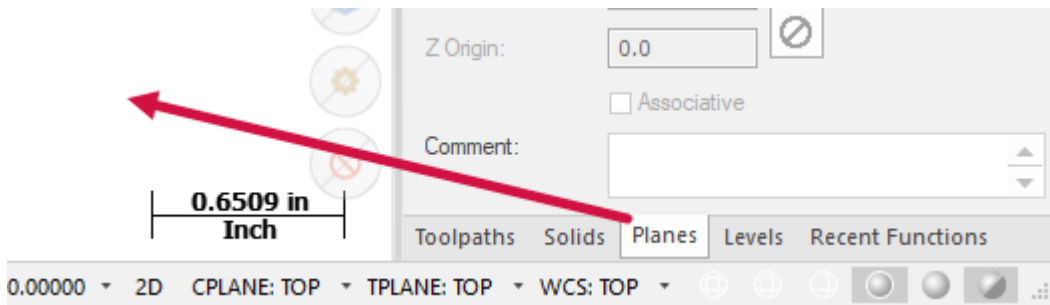 Z Origin: 0.0
Associative
Comment:
0.6509 in
Inch
Toolpaths Solids Planes Levels Recent Functions
0.00000 2D CPLANE: TOP TPLANE: TOP WCS: TOP